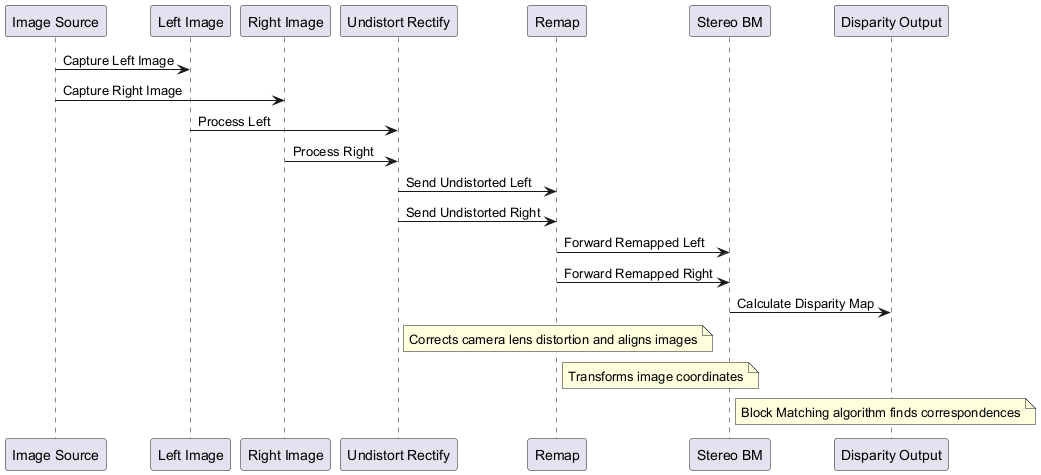 Image Source
Left Image
Right Image
Undistort Rectify
Remap
Stereo BM
Disparity Output
Capture Left Image
Capture Right Image
Process Left
Process Right
Send Undistorted Left
Send Undistorted Right
Forward Remapped Left
Forward Remapped Right
Calculate Disparity Map
Corrects camera lens distortion and aligns images
Transforms image coordinates
Block Matching algorithm finds correspondences
Image Source
Left Image
Right Image
Undistort Rectify
Remap
Stereo BM
Disparity Output